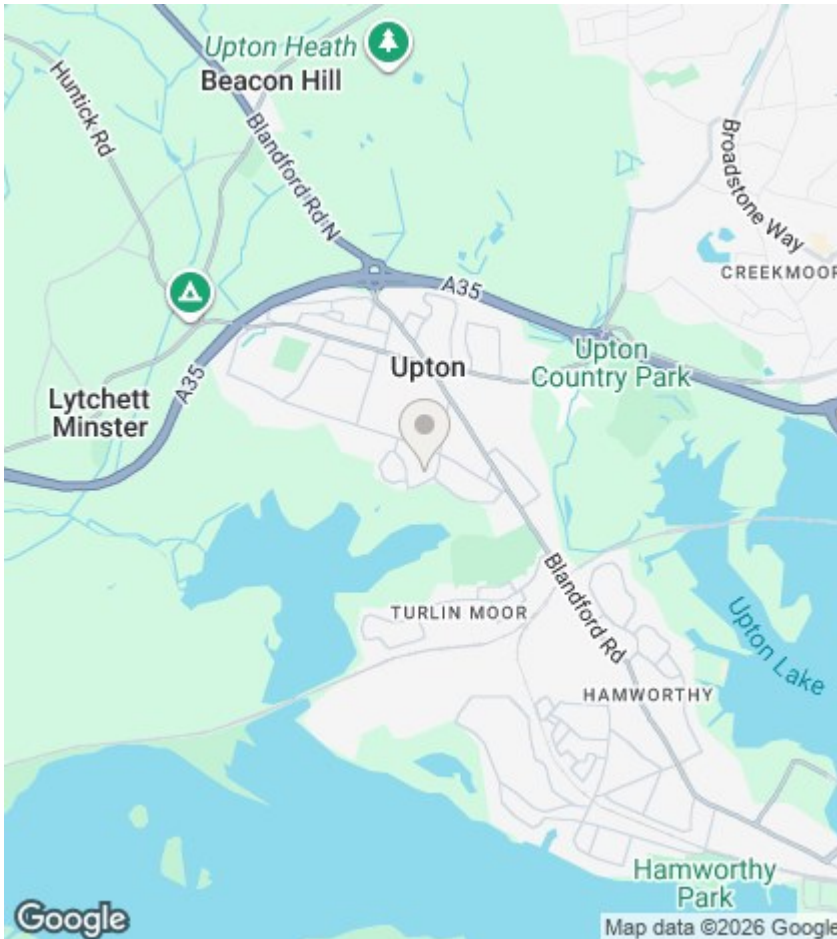 Upton Heath
Beacon Hill
Huntick Rd
Blandford Rd N
Broadstone Way
CREEKMOOR
A35
Upton
Country Park
Upton
Lytchett
Minster
A35
TURLIN MOOR
Blandford Rd
Upton Lake
HAMWORTHY
Hamworthy
Park
Google
Map data ©2026 Google